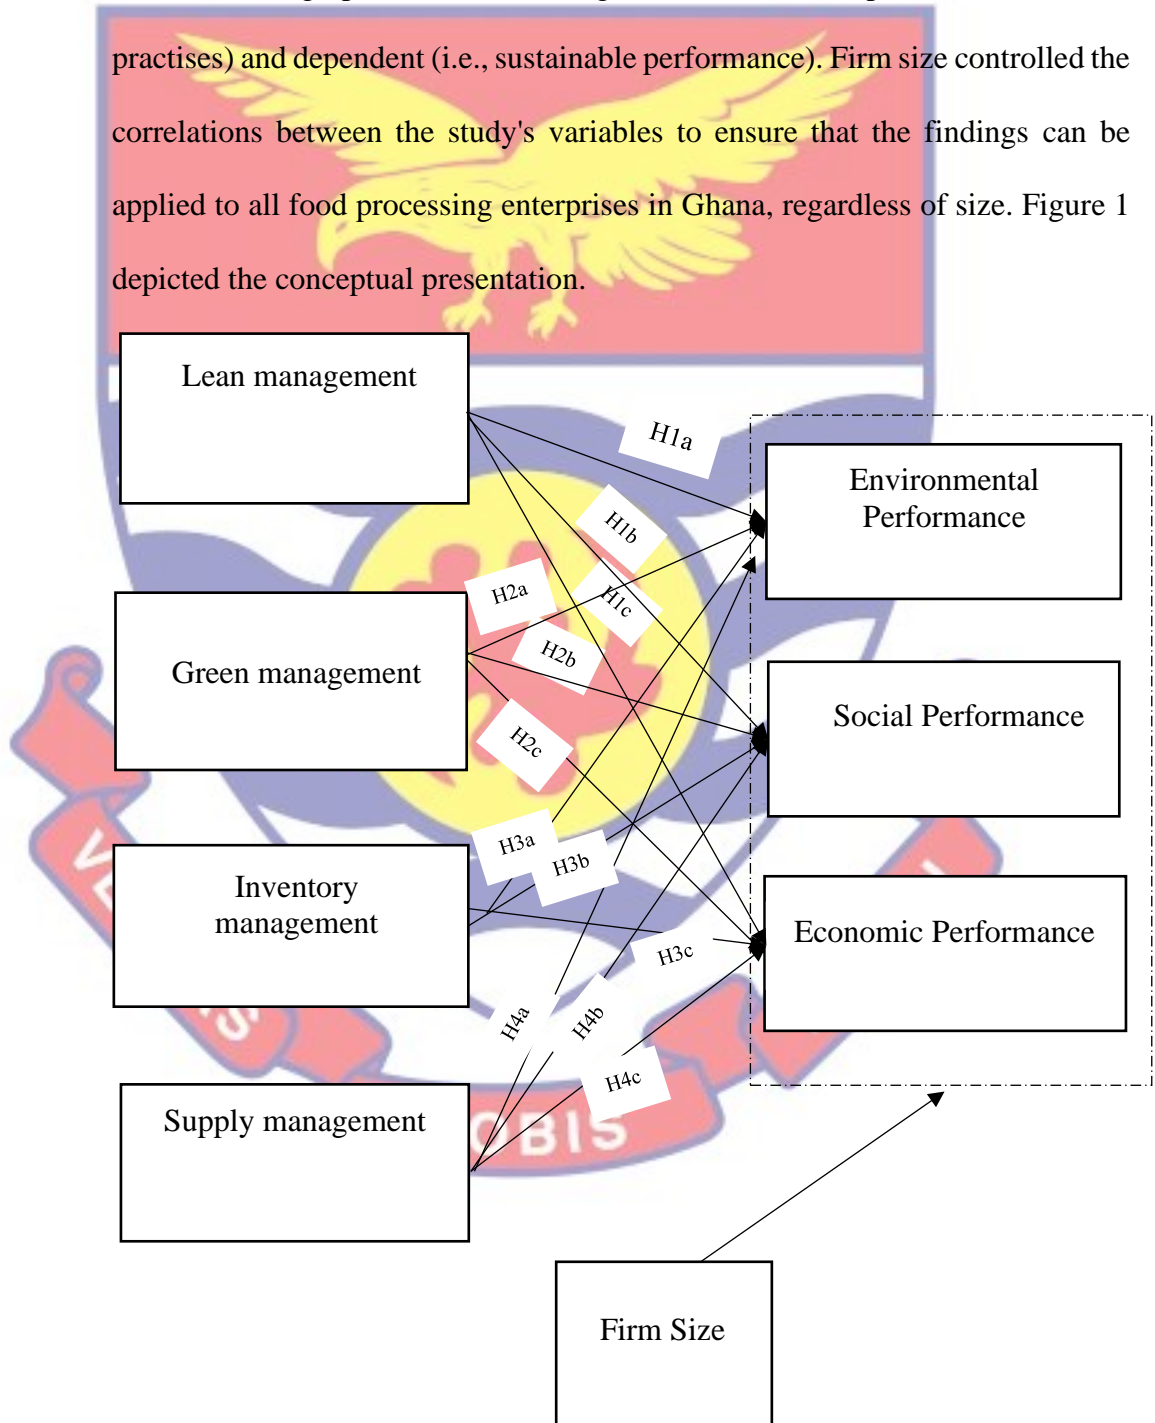 practises) and dependent (i.e., sustainable performance). Firm size controlled the
correlations between the study's variables to ensure that the findings can be
applied to all food processing enterprises in Ghana, regardless of size. Figure 1
depicted the conceptual presentation.
Lean management
H1a
Environmental
Performance
H1b
H2a
H1c
H2b
Green management
Social Performance
H2c
H3a
H3b
Inventory
management
Economic Performance
H3c
H4a
H4b
H4c
Supply management
OBIS
Firm Size